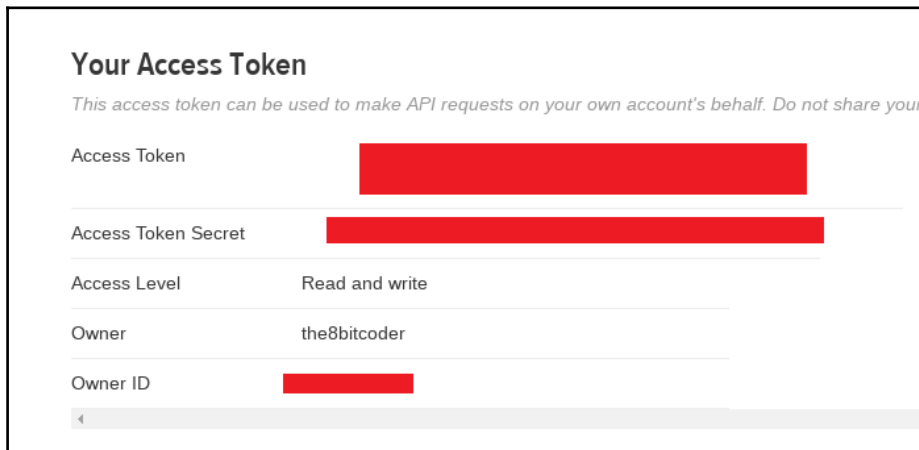 Your Access Token
This access token can be used to make API requests on your own account's behalf. Do not share your
Access Token
Access Token Secret
Access Level Read and write
Owner the8bitcoder
Owner ID